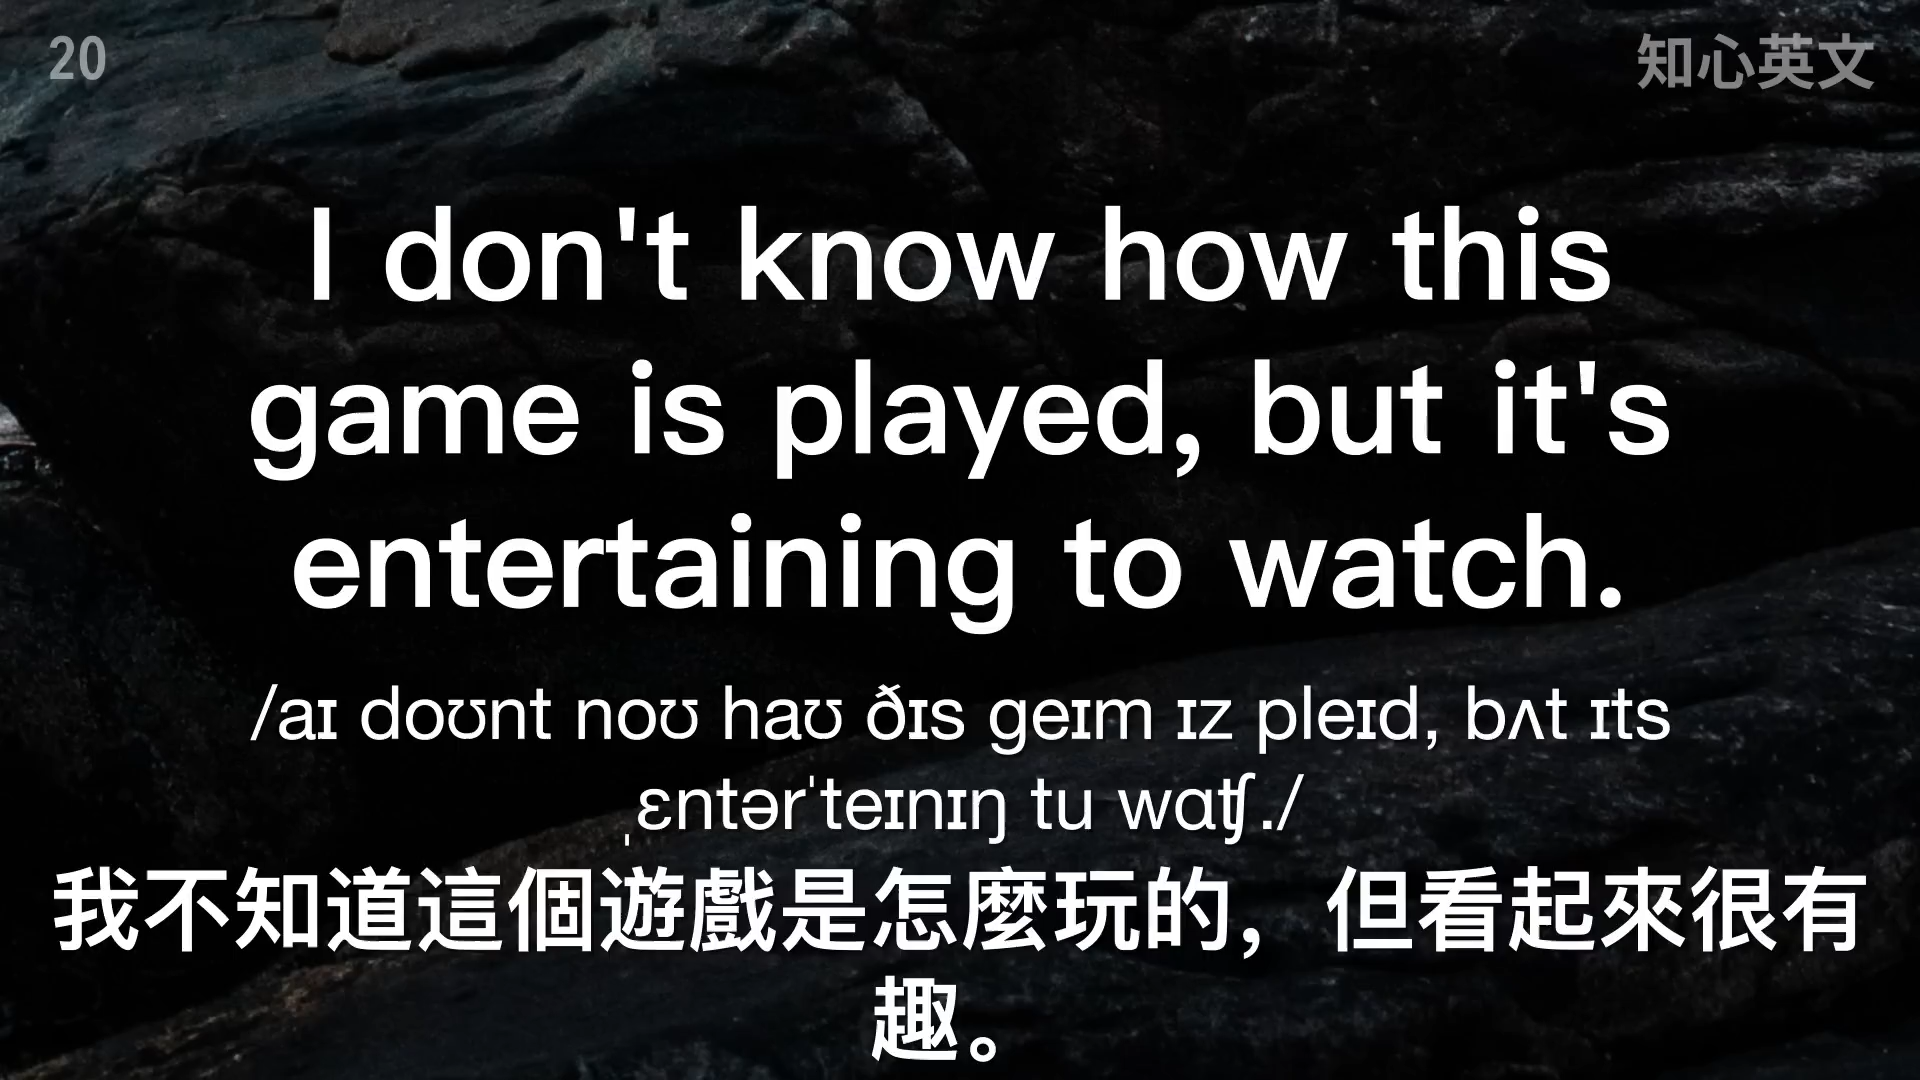 20
知心英文
I don't know how this
game is played, but it's
entertaining to watch.
/aɪ doʊnt noʊ haʊ ðɪs geɪm ɪz pleɪd, bʌt ɪts
ˌɛntərˈteɪnɪŋ tu wɑʧ./
我不知道這個遊戲是怎麼玩的，但看起來很有
趣。